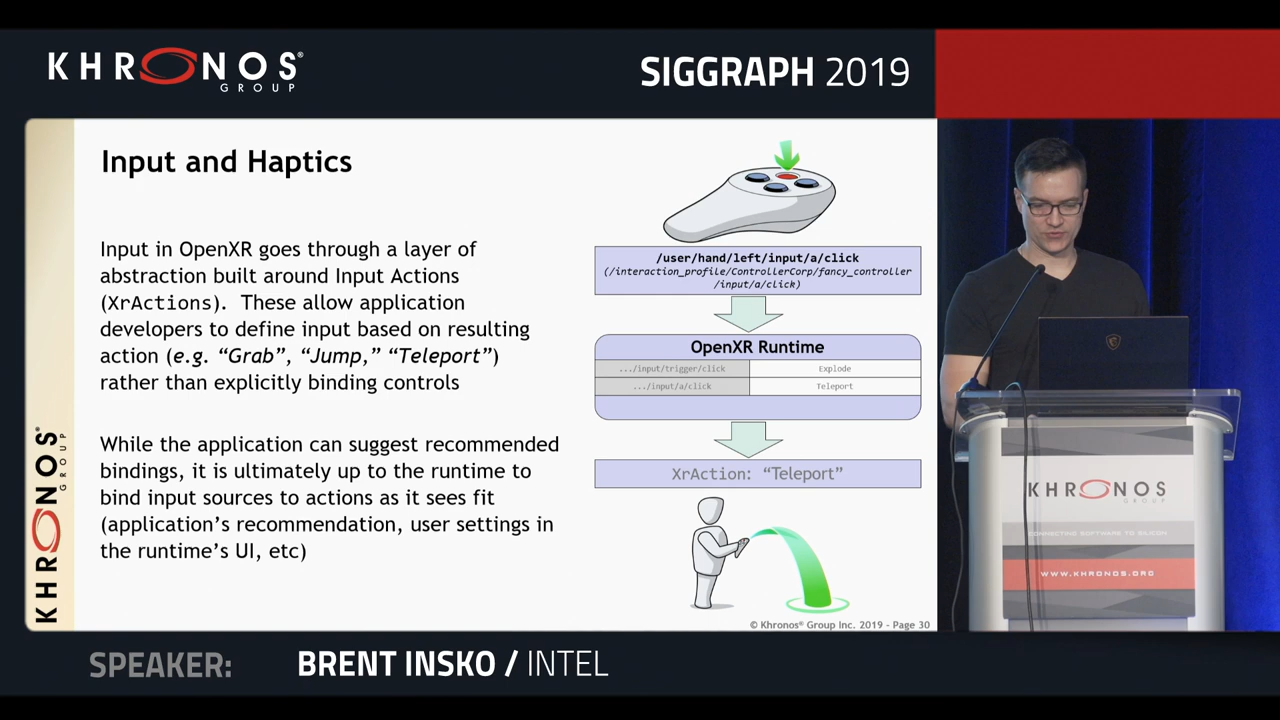 KHRONOS®
GROUP
SIGGRAPH 2019
Input and Haptics
Input in OpenXR goes through a layer of
abstraction built around Input Actions
(XrActions). These allow application
developers to define input based on resulting
action (e.g. “Grab”, “Jump,” “Teleport”)
rather than explicitly binding controls
While the application can suggest recommended
bindings, it is ultimately up to the runtime to
bind input sources to actions as it sees fit
(application’s recommendation, user settings in
the runtime’s UI, etc)
/user/hand/left/input/a/click
(/interaction_profile/ControllerCorp/fancy_controller
/input/a/click)
OpenXR Runtime
.../input/trigger/click Explode
.../input/a/click Teleport
XrAction: “Teleport”
© Khronos® Group Inc. 2019 - Page 30
KHRONOS
GROUP
KHRONOS
GROUP
CONNECTING SOFTWARE TO SILICON
WWW.KHRONOS.ORG
SPEAKER: BRENT INSKO / INTEL